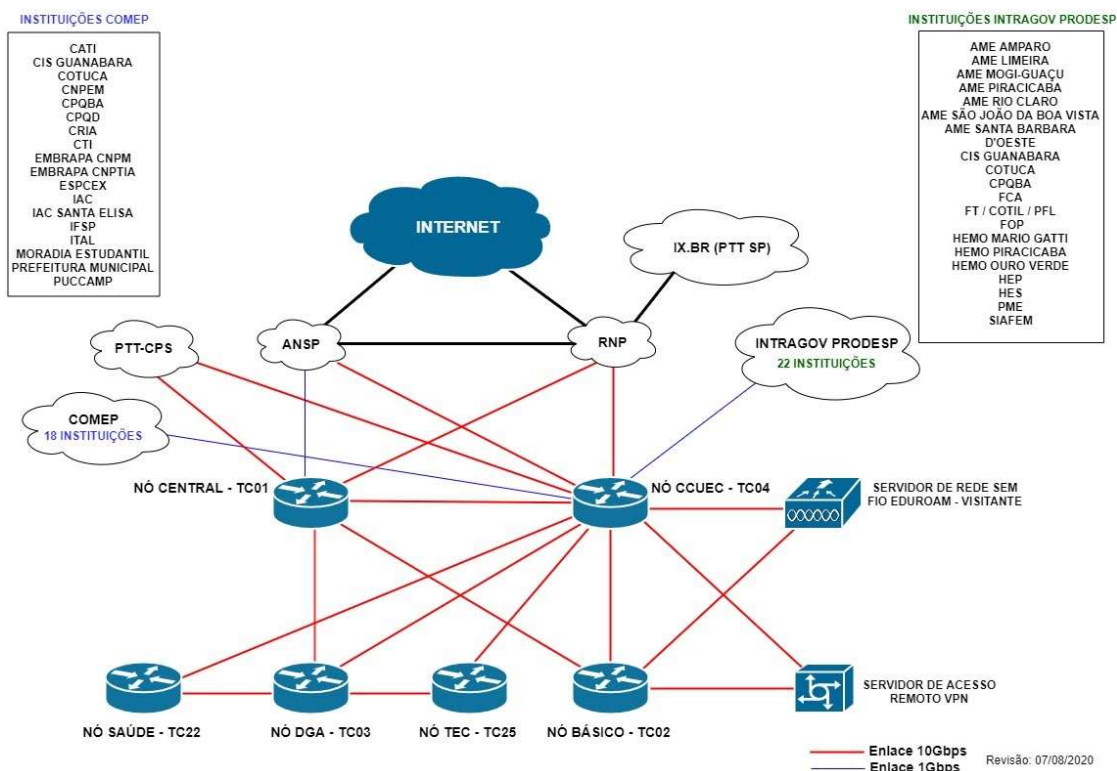 INSTITUIÇÕES COMEP
CATI
CIS GUANABARA
COTUCA
CNPEM
CPQBA
CPQD
CRIA
CTI
EMBRAPA CNPM
EMBRAPA CNPTIA
ESPCEX
IAC
IAC SANTA ELISA
IFSP
ITAL
MORADIA ESTUDANTIL
PREFEITURA MUNICIPAL
PUCCAMP
INSTITUIÇÕES INTRAGOV PRODESP
AME AMPARO
AME LIMEIRA
AME MOGI-GUAÇU
AME PIRACICABA
AME RIO CLARO
AME SÃO JOÃO DA BOA VISTA
AME SANTA BARBARA
D'OESTE
CIS GUANABARA
COTUCA
CPQBA
FCA
FT / COTIL / PFL
FOP
HEMO MARIO GATTI
HEMO PIRACICABA
HEMO OURO VERDE
HEP
HES
PME
SIAFEM
INTERNET
IX.BR (PTT SP)
PTT-CPS
ANSP
RNP
INTRAGOV PRODESP
22 INSTITUIÇÕES
COMEP
18 INSTITUIÇÕES
NÓ CENTRAL - TC01
NÓ CCUEC - TC04
SERVIDOR DE REDE SEM
FIO EDUROAM - VISITANTE
NÓ SAÚDE - TC22
NÓ DGA - TC03
NÓ TEC - TC25
NÓ BÁSICO - TC02
SERVIDOR DE ACESSO
REMOTO VPN
Enlace 10Gbps
Enlace 1Gbps
Revisão: 07/08/2020